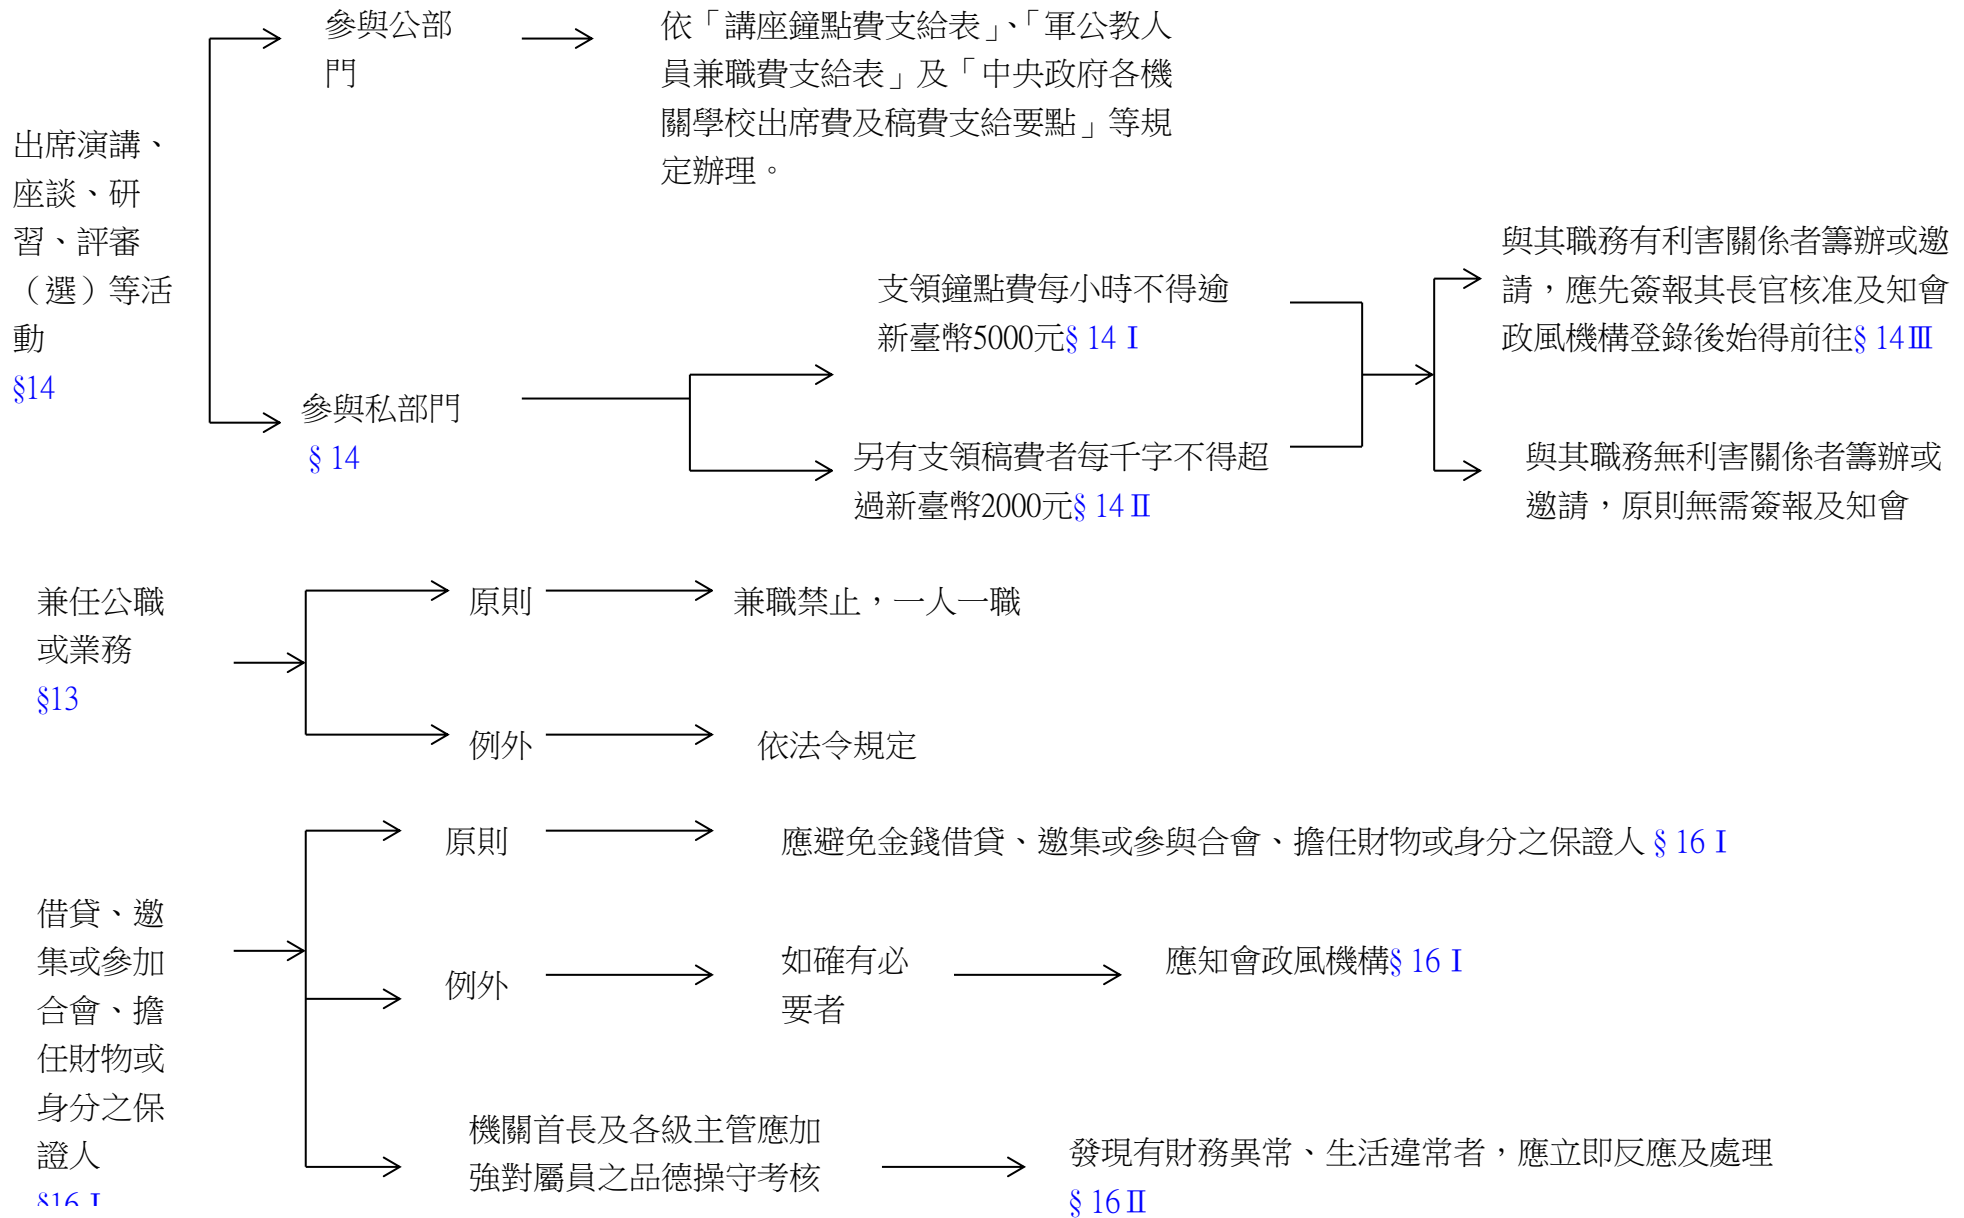 出席演講、
座談、研
習、評審
（選）等活
動
§14
參與公部
門
依「講座鐘點費支給表」、「軍公教人
員兼職費支給表」及「中央政府各機
關學校出席費及稿費支給要點」等規
定辦理。
參與私部門
§ 14
支領鐘點費每小時不得逾
新臺幣5000元§ 14 Ⅰ
另有支領稿費者每千字不得超
過新臺幣2000元§ 14Ⅱ
與其職務有利害關係者籌辦或邀
請，應先簽報其長官核准及知會
政風機構登錄後始得前往§ 14Ⅲ
與其職務無利害關係者籌辦或
邀請，原則無需簽報及知會
兼任公職
或業務
§13
原則
兼職禁止，一人一職
例外
依法令規定
借貸、邀
集或參加
合會、擔
任財物或
身分之保
證人
§16 Ⅰ
原則
應避免金錢借貸、邀集或參與合會、擔任財物或身分之保證人 § 16 Ⅰ
例外
如確有必
要者
應知會政風機構§ 16 Ⅰ
機關首長及各級主管應加
強對屬員之品德操守考核
發現有財務異常、生活違常者，應立即反應及處理
§ 16Ⅱ